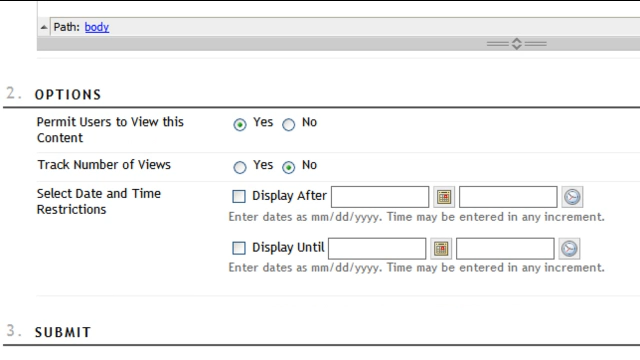 Path: body
2. OPTIONS
Permit Users to View this
Content
Yes No
Track Number of Views
Yes No
Select Date and Time
Restrictions
Display After
Enter dates as mm/dd/yyyy. Time may be entered in any increment.
Display Until
Enter dates as mm/dd/yyyy. Time may be entered in any increment.
3. SUBMIT